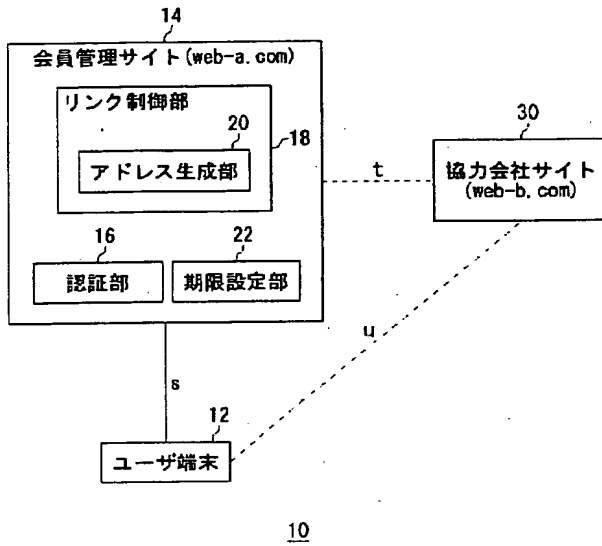 14
会員管理サイト(web-a.com)
リンク制御部
20
18
アドレス生成部
16
認証部
22
期限設定部
30
協力会社サイト
(web-b.com)
t
u
s
12
ユーザ端末
10